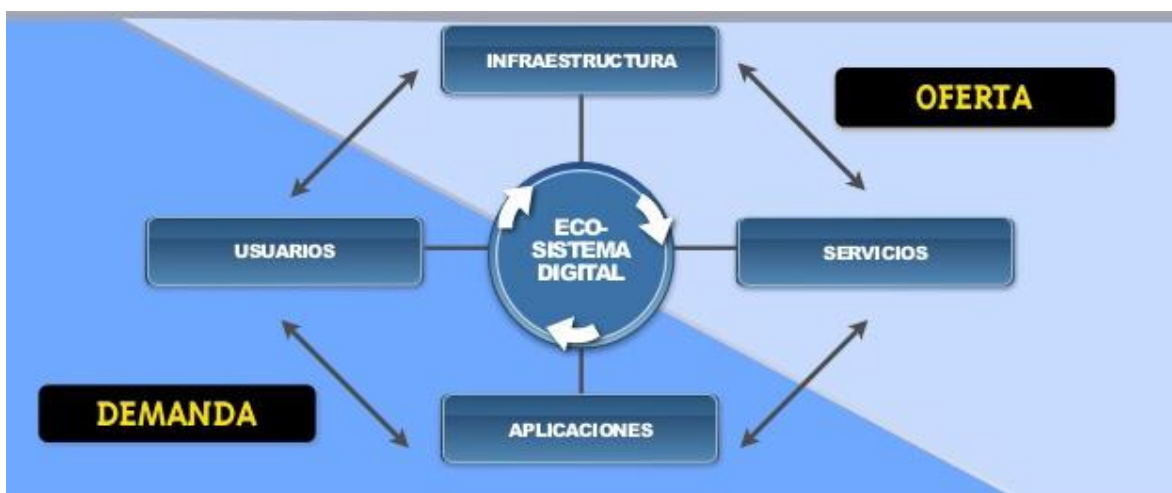 INFRAESTRUCTURA
OFERTA
USUARIOS
ECO-
SISTEMA
DIGITAL
SERVICIOS
DEMANDA
APLICACIONES